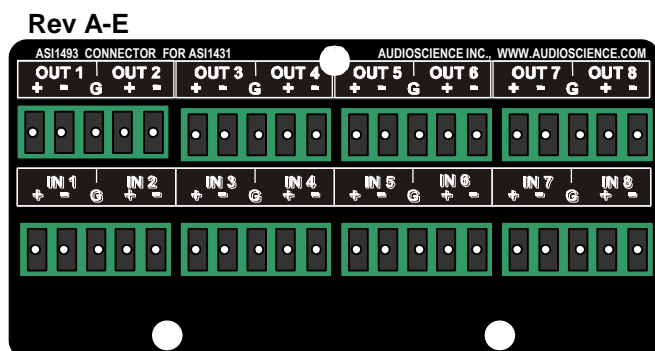 Rev A-E
ASI1493 CONNECTOR FOR ASI1431 AUDIOSCIENCE INC., WWW.AUDIOSCIENCE.COM
OUT 1 OUT 2 OUT 3 OUT 4 OUT 5 OUT 6 OUT 7 OUT 8
+ - G + - + - G + - + - G + - + - G + -
IN 1 IN 2 IN 3 IN 4 IN 5 IN 6 IN 7 IN 8
+ - G + - + - G + - + - G + - + - G + -